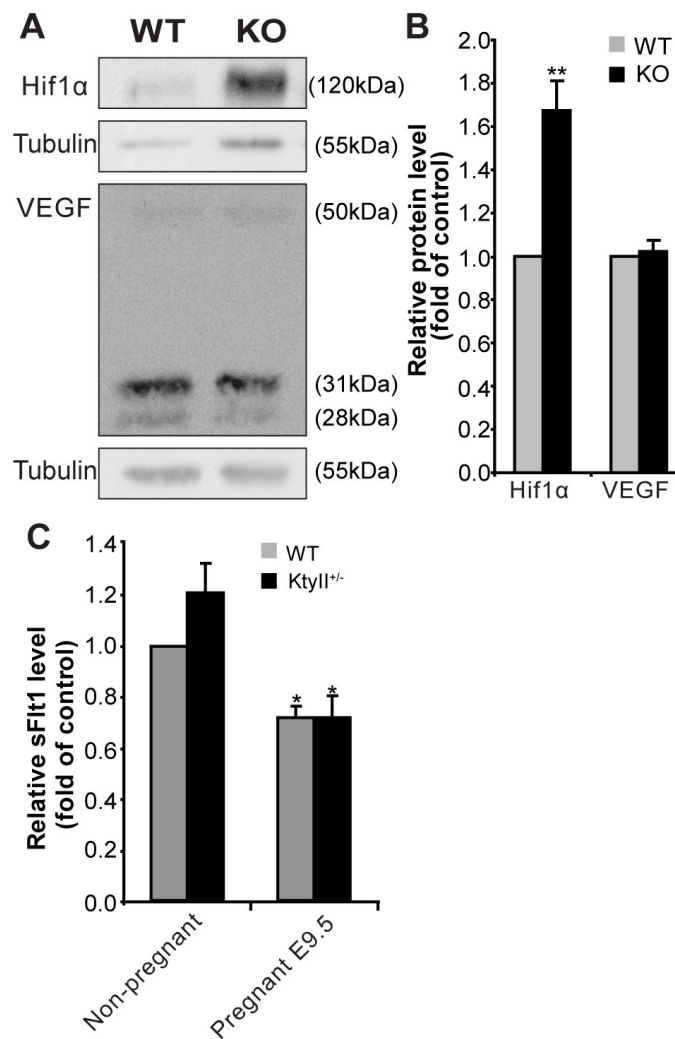 A
WT KO
Hif1α (120kDa)
Tubulin (55kDa)
VEGF (50kDa)
(31kDa)
(28kDa)
Tubulin (55kDa)
B
Relative protein level
(fold of control)
2.0
1.8
1.6
1.4
1.2
1.0
0.8
0.6
0.4
0.2
0.0
WT
KO
**
Hif1α VEGF
C
Relative sFlt1 level
(fold of control)
1.4
1.2
1.0
0.8
0.6
0.4
0.2
0.0
WT
KtyII+/-
* *
Non-pregnant
Pregnant E9.5